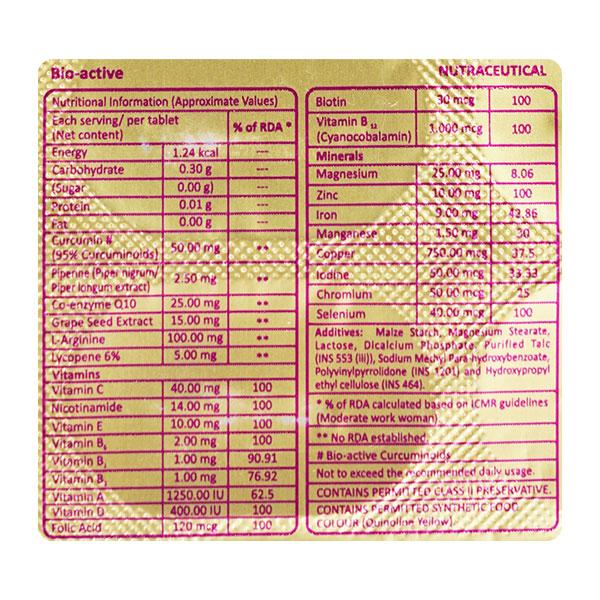 Bio-active
Nutritional Information (Approximate Values)
Each serving/ per tablet
(Net content) % of RDA *
Energy 1.24 kcal ---
Carbohydrate 0.30 g ---
(Sugar 0.00 g) ---
Protein 0.01 g ---
Fat 0.00 g ---
Curcumin #
(95% Curcuminoids) 50.00 mg **
Piperine (Piper nigrum/
Piper longum extract) 2.50 mg **
Co-enzyme Q10 25.00 mg **
Grape Seed Extract 15.00 mg **
L-Arginine 100.00 mg **
Lycopene 6% 5.00 mg **
Vitamins
Vitamin C 40.00 mg 100
Nicotinamide 14.00 mg 100
Vitamin E 10.00 mg 100
Vitamin B 2.00 mg 100
Vitamin B 1.00 mg 90.91
Vitamin B 1.00 mg 76.92
Vitamin A 1250.00 IU 62.5
Vitamin D 400.00 IU 100
Folic Acid 120 mcg 100
NUTRACEUTICAL
Biotin 30 mcg 100
Vitamin B 12
(Cyanocobalamin) 1.000 mcg 100
Minerals
Magnesium 25.00 mg 8.06
Zinc 10.00 mg 100
Iron 9.00 mg 42.86
Manganese 1.50 mg 30
Copper 750.00 mcg 37.5
Iodine 50.00 mcg 33.33
Chromium 50.00 mcg 25
Selenium 40.00 mcg 100
Additives: Maize Starch, Magnesium Stearate,
Lactose, Dicalcium Phosphate, Purified Talc
(INS 553 (iii)), Sodium Methyl Para-hydroxybenzoate,
Polyvinylpyrrolidone (INS 1201) and Hydroxypropyl
ethyl cellulose (INS 464).
* % of RDA calculated based on ICMR guidelines
(Moderate work woman)
** No RDA established
# Bio-active Curcuminoids
Not to exceed the recommended daily usage.
CONTAINS PERMITTED CLASS II PRESERVATIVE.
CONTAINS PERMITTED SYNTHETIC FOOD
COLOUR (Quinoline Yellow).